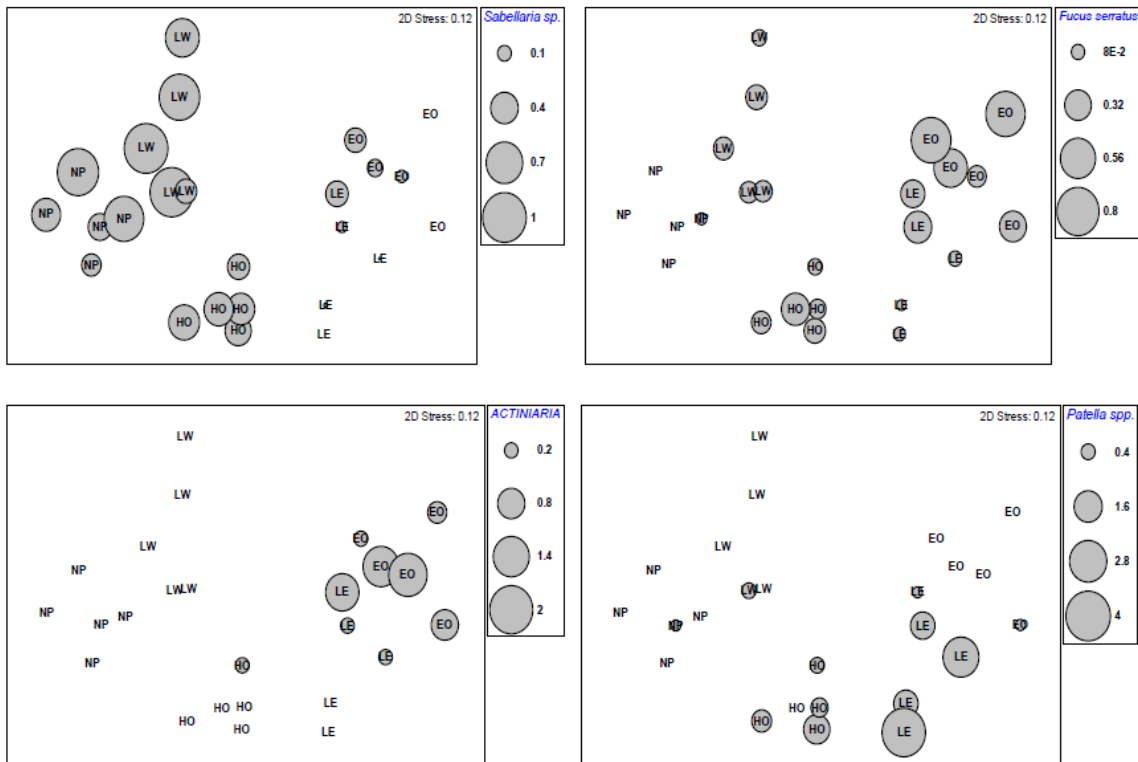 2D Stress: 0.12
Sabellaria sp.
LW
LW
EO
EO
LW
EO
NP
EO
LW
LW
LE
NP
NP
NP
LE
EO
LE
NP
HO
LE
HO
HO
HO
HO
LE
0.1
0.4
0.7
1
2D Stress: 0.12
Fucus serratus
LW
LW
EO
EO
LW
EO
NP
EO
LW
LW
LE
NP
NP
NP
LE
EO
LE
NP
HO
LE
HO
HO
HO
HO
LE
8E-2
0.32
0.56
0.8
2D Stress: 0.12
ACTINIARIA
LW
LW
EO
EO
LW
EO
NP
EO
LW
LW
LE
NP
NP
NP
LE
EO
LE
NP
HO
LE
HO
HO
HO
HO
LE
0.2
0.8
1.4
2
2D Stress: 0.12
Patella spp.
LW
LW
EO
EO
LW
EO
NP
EO
LW
LW
LE
NP
NP
NP
LE
EO
LE
NP
HO
LE
HO
HO
HO
HO
LE
0.4
1.6
2.8
4